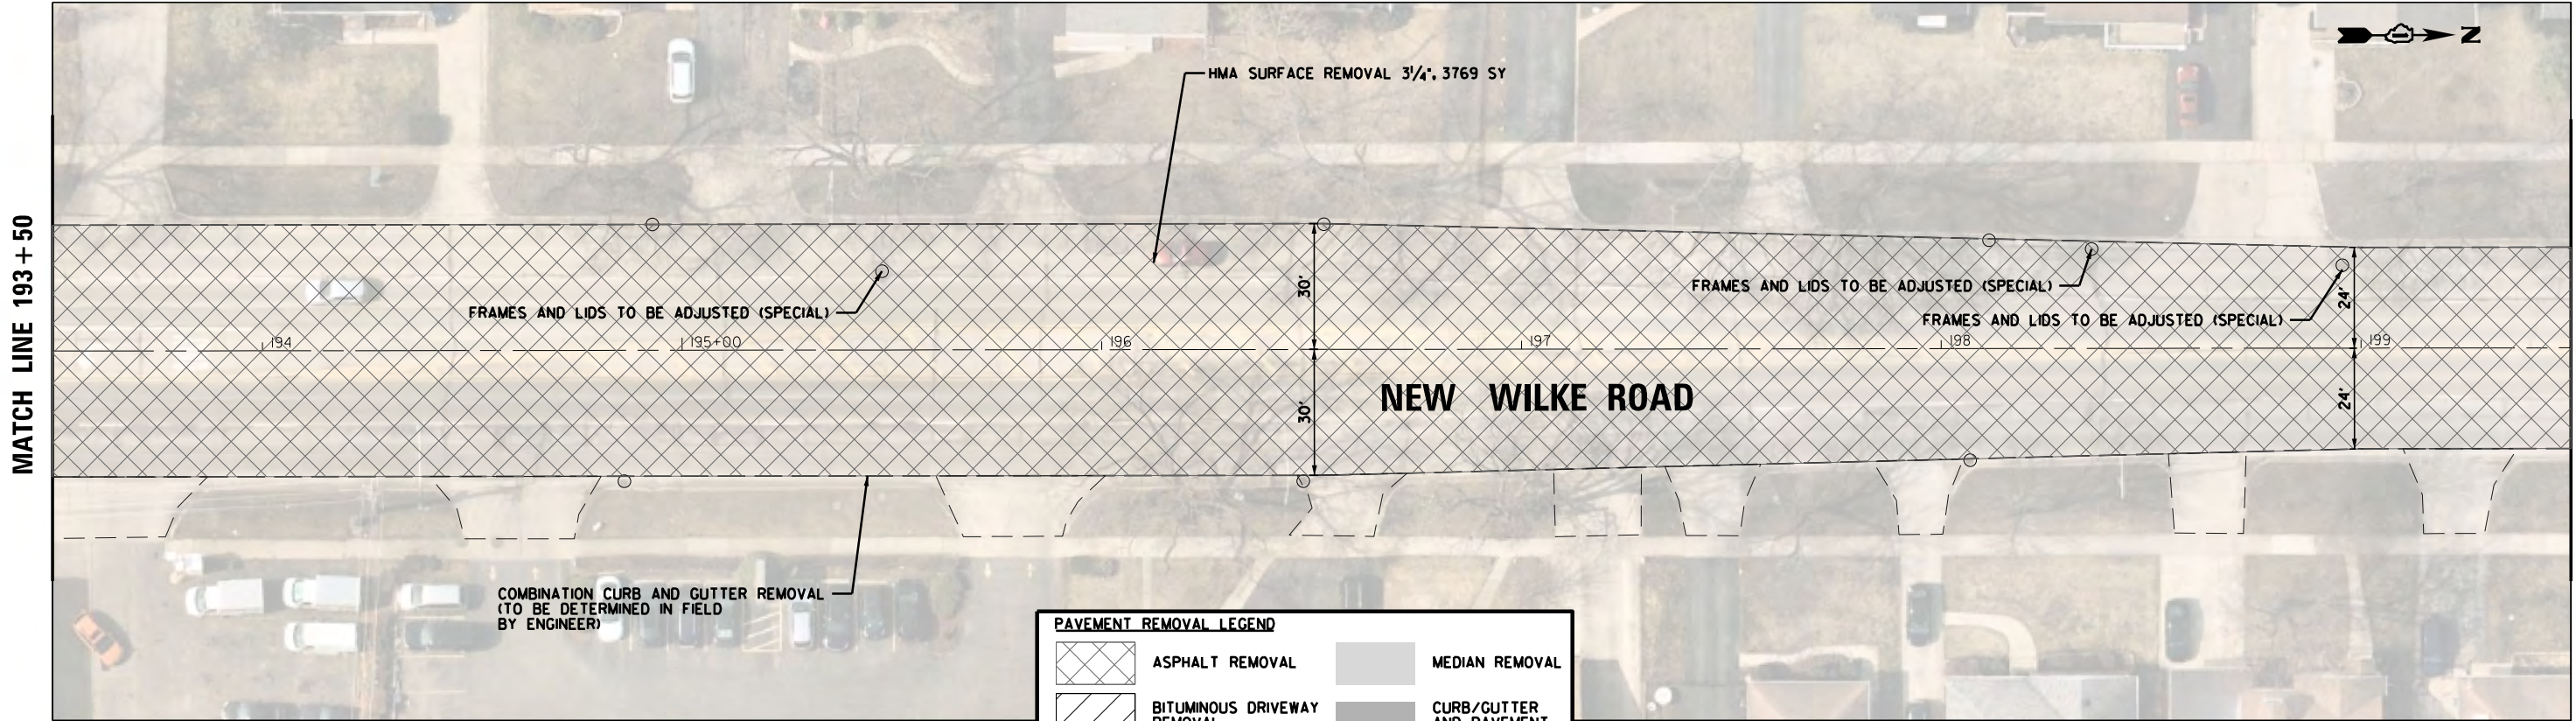 N
HMA SURFACE REMOVAL 3 1/4", 3769 SY
MATCH LINE 193+50
30'
FRAMES AND LIDS TO BE ADJUSTED (SPECIAL)
24'
FRAMES AND LIDS TO BE ADJUSTED (SPECIAL)
FRAMES AND LIDS TO BE ADJUSTED (SPECIAL)
194
195+00
196
197
198
199
30'
NEW WILKE ROAD
24'
COMBINATION CURB AND GUTTER REMOVAL
(TO BE DETERMINED IN FIELD
BY ENGINEER)
PAVEMENT REMOVAL LEGEND
ASPHALT REMOVAL
MEDIAN REMOVAL
BITUMINOUS DRIVEWAY
REMOVAL
CURB/GUTTER
AND PAVEMENT